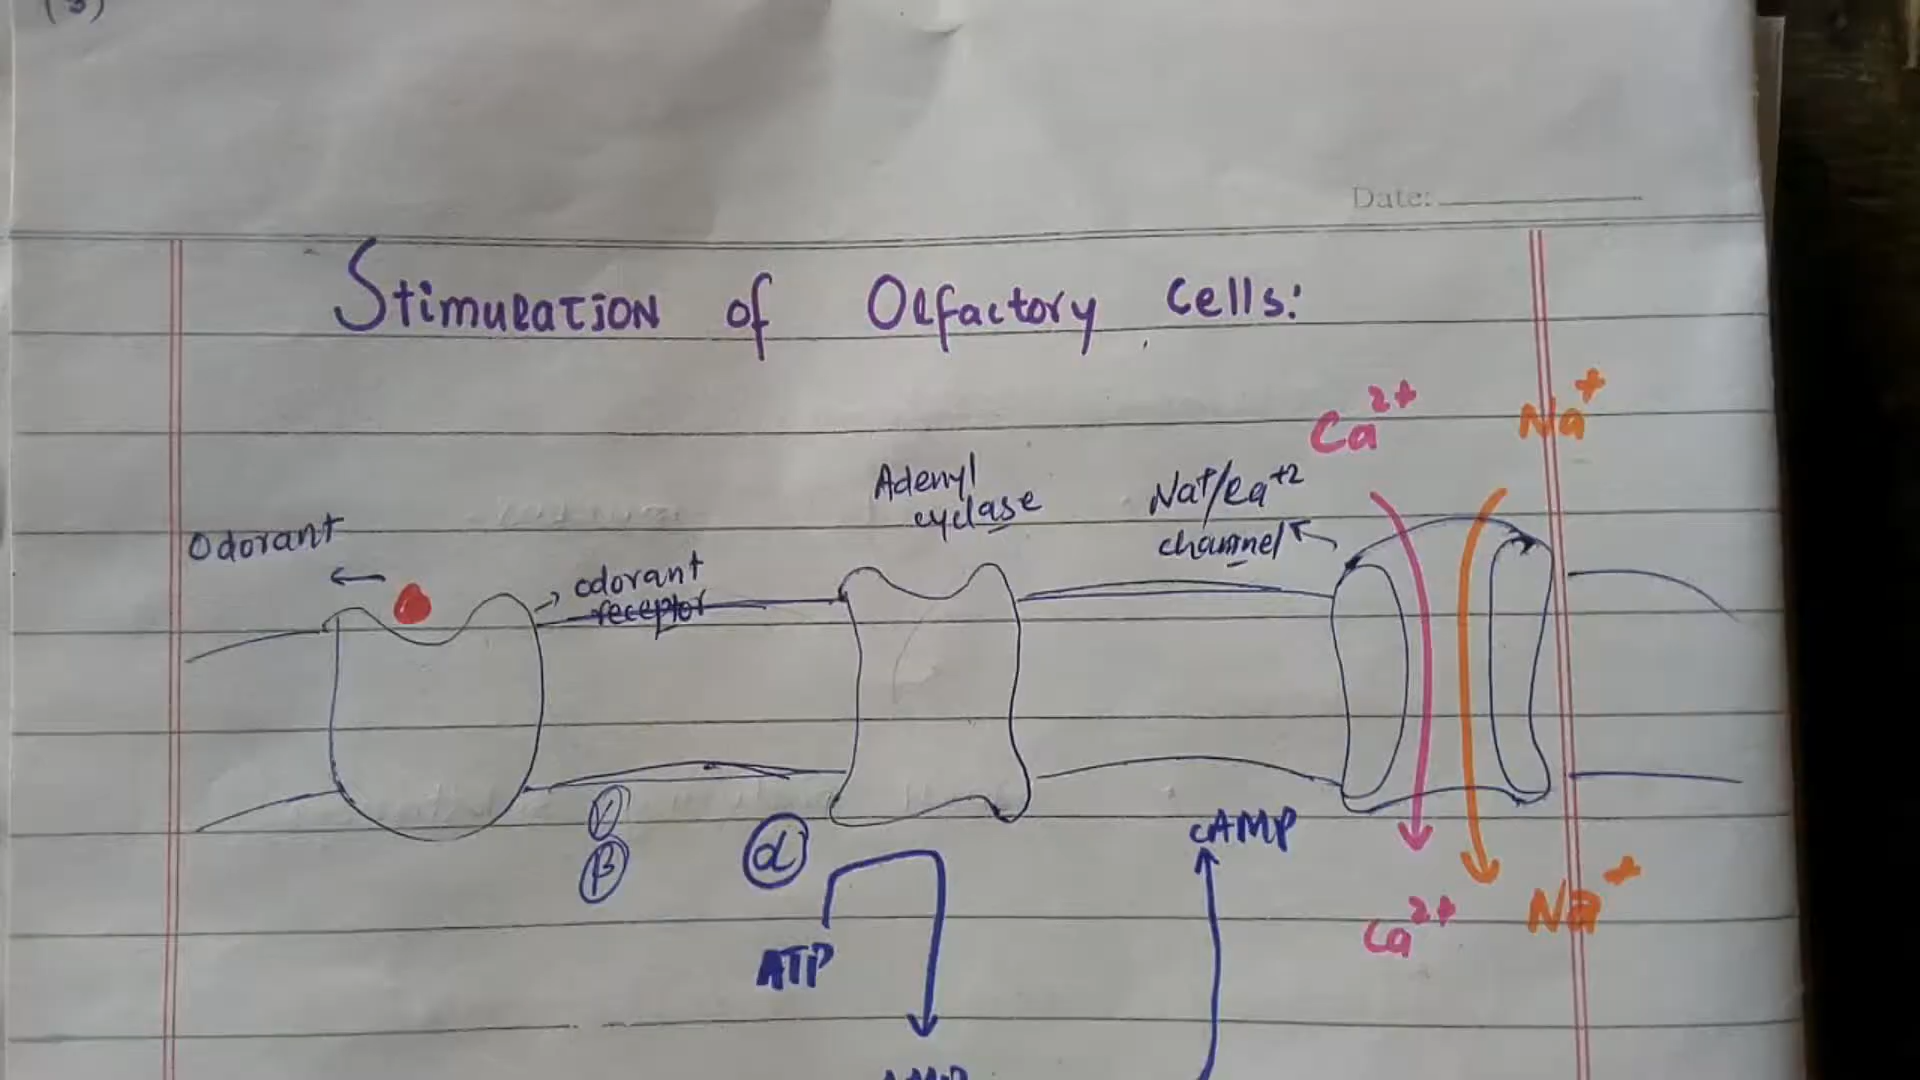 (3)
Date:
Stimulation of Olfactory Cells:
Ca2+ Na+
Adenyl
cyclase
Na+/Ca+2
channel
Odorant
odorant
receptor
γ
β
α
cAMP
ATP
Ca2+
Na+